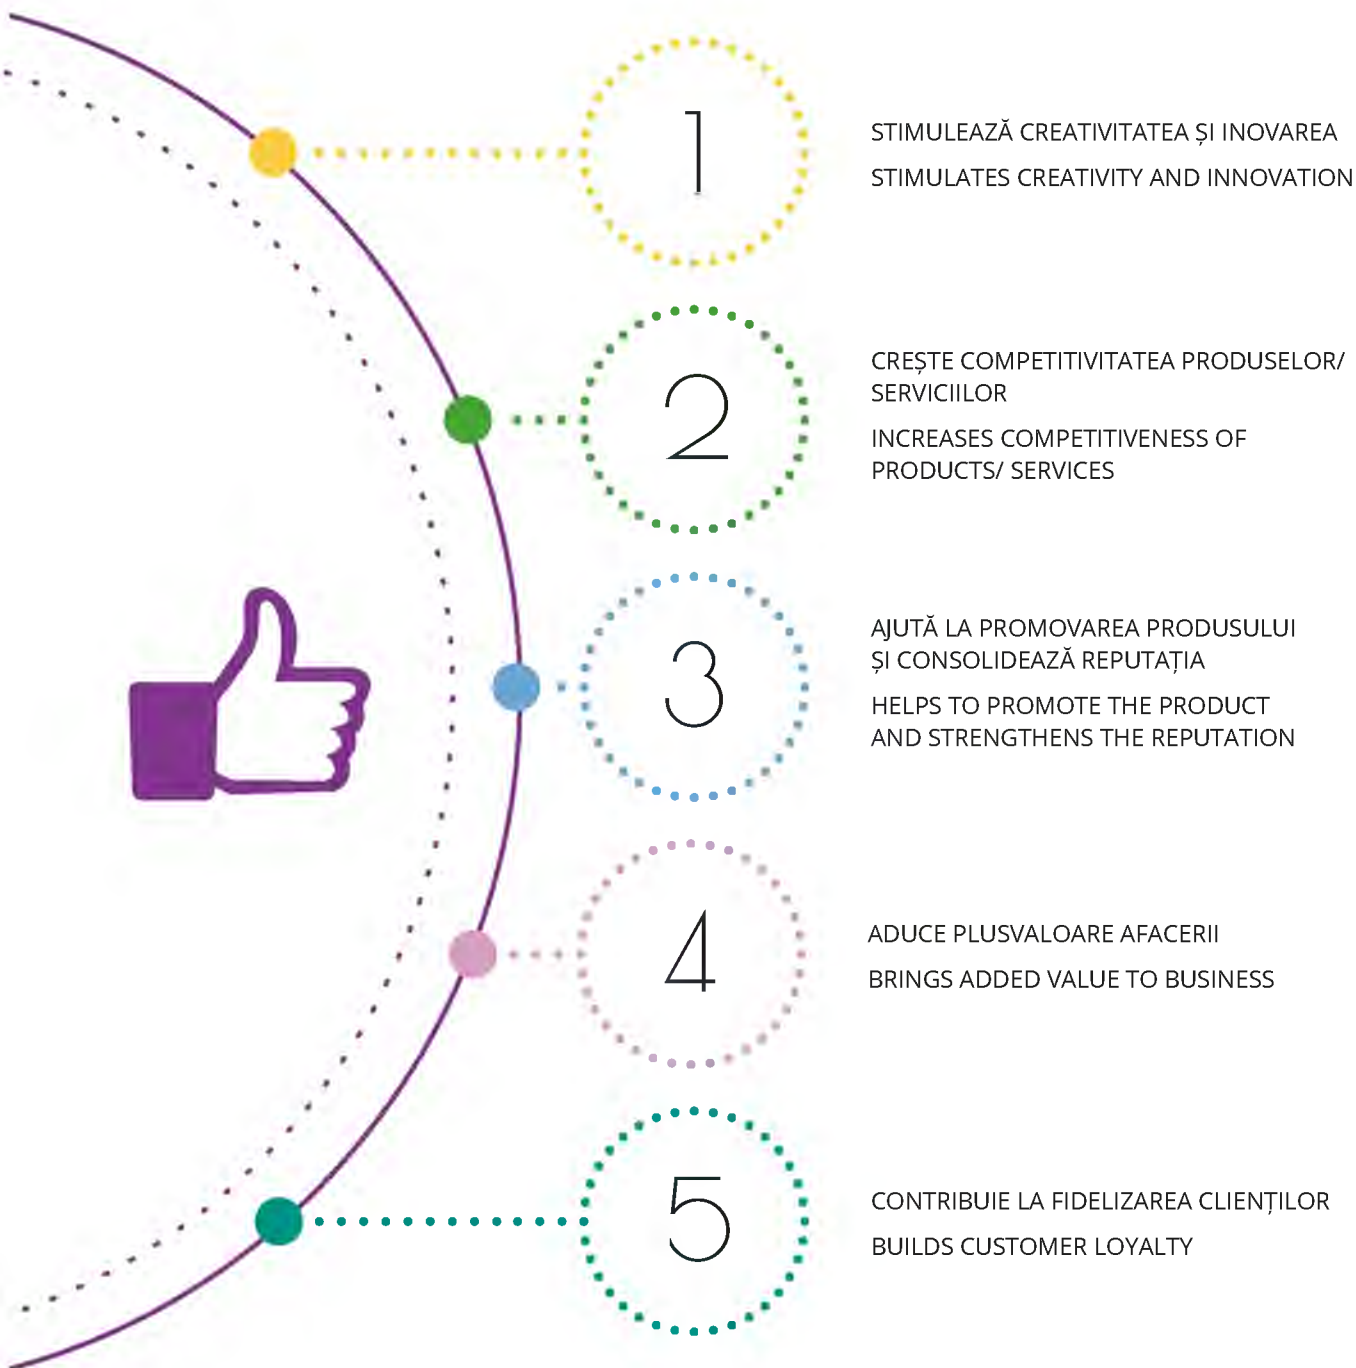 1
STIMULEAZĂ CREATIVITATEA ȘI INOVAREA
STIMULATES CREATIVITY AND INNOVATION
2
CREȘTE COMPETITIVITATEA PRODUSELOR/
SERVICIILOR
INCREASES COMPETITIVENESS OF
PRODUCTS/ SERVICES
3
AJUTĂ LA PROMOVAREA PRODUSULUI
ȘI CONSOLIDEAZĂ REPUTAȚIA
HELPS TO PROMOTE THE PRODUCT
AND STRENGTHENS THE REPUTATION
4
ADUCE PLUSVALOARE AFACERII
BRINGS ADDED VALUE TO BUSINESS
5
CONTRIBUIE LA FIDELIZAREA CLIENȚILOR
BUILDS CUSTOMER LOYALTY